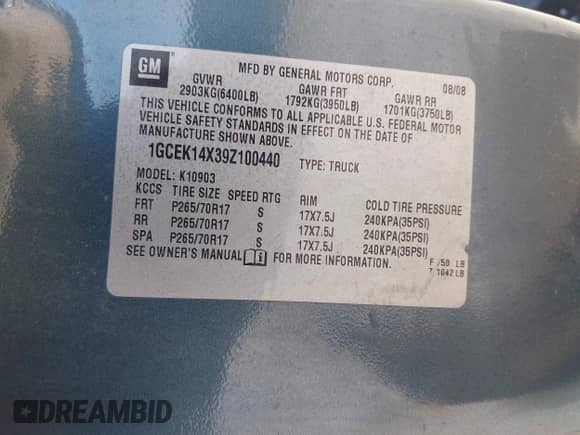 GM
MFD BY GENERAL MOTORS CORP. 08/08
GVWR GAWR FRT GAWR RR
2903KG(6400LB) 1792KG(3950LB) 1701KG(3750LB)
THIS VEHICLE CONFORMS TO ALL APPLICABLE U.S. FEDERAL MOTOR
VEHICLE SAFETY STANDARDS IN EFFECT ON THE DATE OF
MANUFACTURE SHOWN ABOVE.
1GCEK14X39Z100440 TYPE: TRUCK
MODEL: K10903
KCCS TIRE SIZE SPEED RTG RIM COLD TIRE PRESSURE
FRT P265/70R17 S 17X7.5J 240KPA(35PSI)
RR P265/70R17 S 17X7.5J 240KPA(35PSI)
SPA P265/70R17 S 17X7.5J 240KPA(35PSI)
SEE OWNER'S MANUAL FOR MORE INFORMATION.
F 750 LB
T 1042 LB
DREAMBID